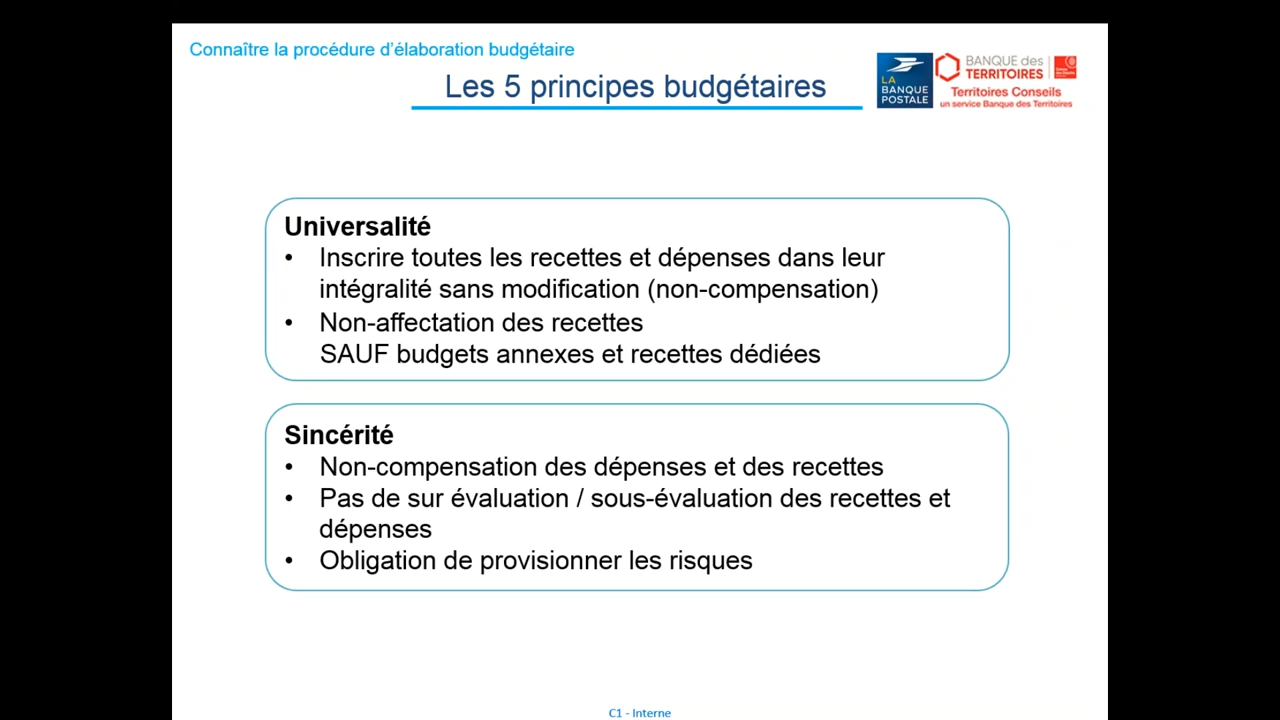 Connaître la procédure d'élaboration budgétaire
Les 5 principes budgétaires
LA
BANQUE
POSTALE
BANQUE des
TERRITOIRES
Territoires Conseils
un service Banque des Territoires
Universalité
• Inscrire toutes les recettes et dépenses dans leur
intégralité sans modification (non-compensation)
• Non-affectation des recettes
SAUF budgets annexes et recettes dédiées
Sincérité
• Non-compensation des dépenses et des recettes
• Pas de sur évaluation / sous-évaluation des recettes et
dépenses
• Obligation de provisionner les risques
C1 - Interne